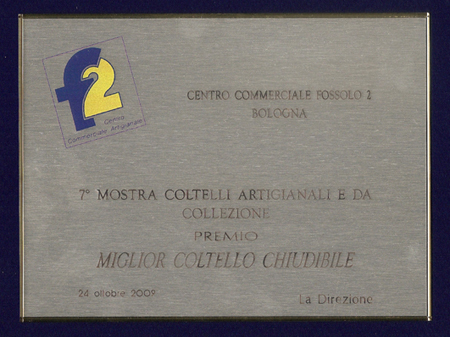 f2
Centro
Commerciale Artigianale
CENTRO COMMERCIALE FOSSOLO 2
BOLOGNA
7° MOSTRA COLTELLI ARTIGIANALI E DA
COLLEZIONE
PREMIO
MIGLIOR COLTELLO CHIUDIBILE
24 ottobre 2009
La Direzione